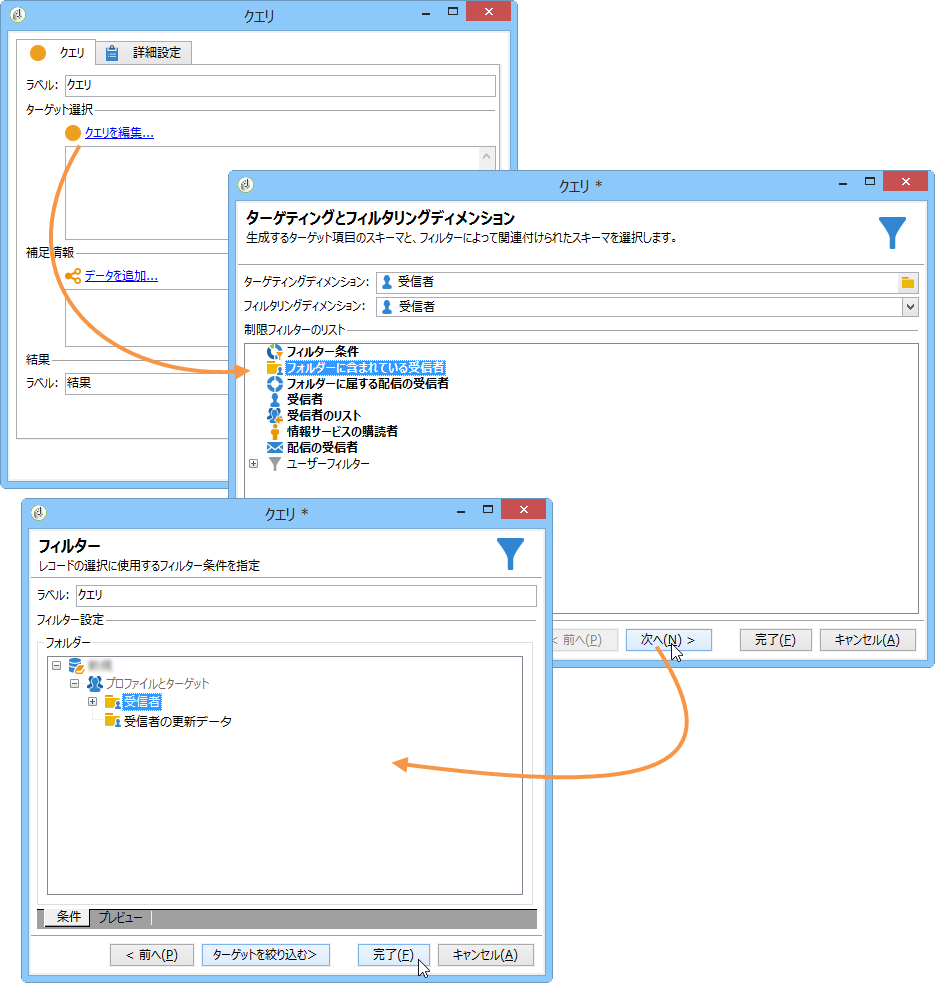 クエリ
クエリ
詳細設定
ラベル: クエリ
ターゲット選択
クエリを編集...
補足情報
データを追加...
結果
ラベル: 結果
クエリ *
ターゲティングとフィルタリングディメンション
生成するターゲット項目のスキーマと、フィルターによって関連付けられたスキーマを選択します。
ターゲティングディメンション: 受信者
フィルタリングディメンション: 受信者
制限フィルターのリスト
フィルター条件
フォルダーに含まれている受信者
フォルダーに属する配信の受信者
受信者
受信者のリスト
情報サービスの購読者
配信の受信者
ユーザーフィルター
< 前へ(P)
次へ(N) >
完了(F)
キャンセル(A)
クエリ *
フィルター
レコードの選択に使用するフィルター条件を指定
ラベル: クエリ
フィルター設定
フォルダー
プロファイルとターゲット
受信者
受信者の更新データ
条件
プレビュー
< 前へ(P)
ターゲットを絞り込む>
完了(F)
キャンセル(A)